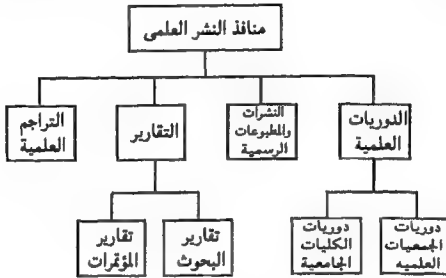 منافذ النشر العلمى
الدوريات
العلمية
النشرات
والمطبوعات
الرسمية
التقارير
التراجم
العلمية
دوريات
الجمعيات
العلميه
دوريات
الكليات
الجامعية
تقارير
البحوث
تقارير
المؤتمرات